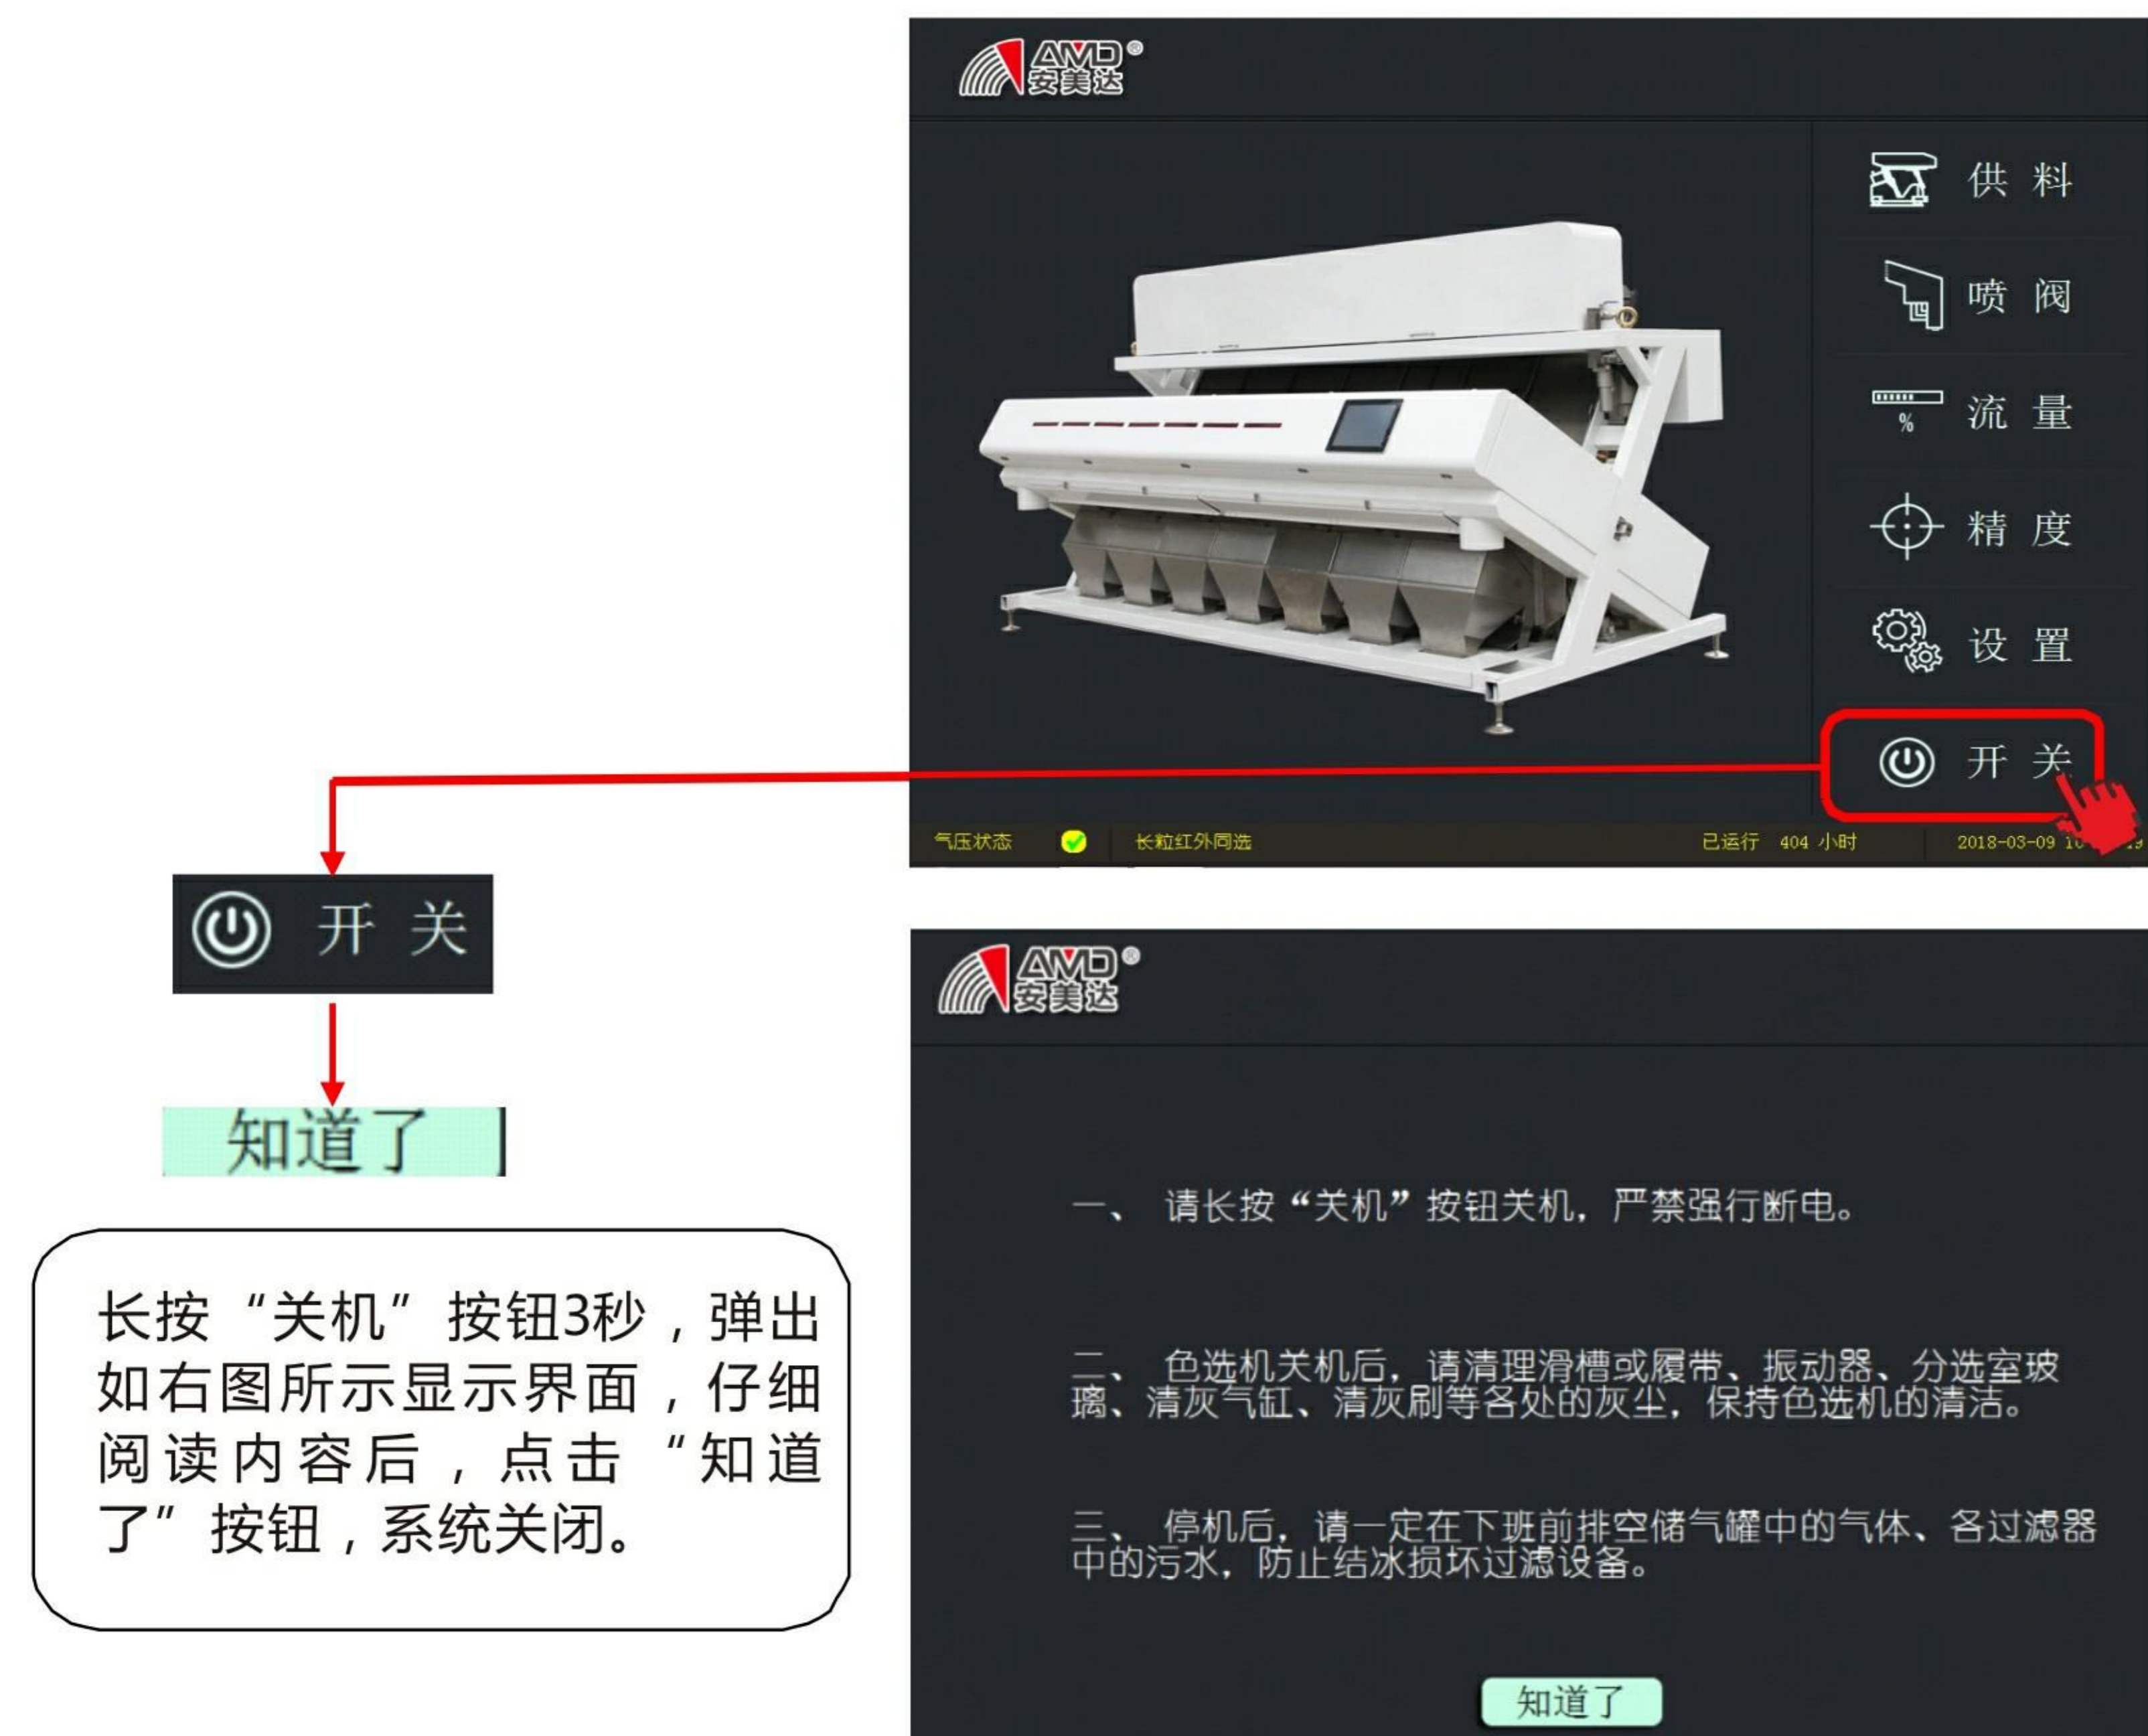 AMD®
安美达
供 料
喷 阀
% 流 量
精 度
设 置
开 关
气压状态 长粒红外同选 已运行 404 小时 2018-03-09
开 关
知道了
长按“关机”按钮3秒，弹出
如右图所示显示界面，仔细
阅读内容后，点击“知道
了”按钮，系统关闭。
AMD®
安美达
一、 请长按“关机”按钮关机，严禁强行断电。
二、 色选机关机后，请清理滑槽或履带、振动器、分选室玻
璃、清灰气缸、清灰刷等各处的灰尘，保持色选机的清洁。
三、 停机后，请一定在下班前排空储气罐中的气体、各过滤器
中的污水，防止结冰损坏过滤设备。
知道了